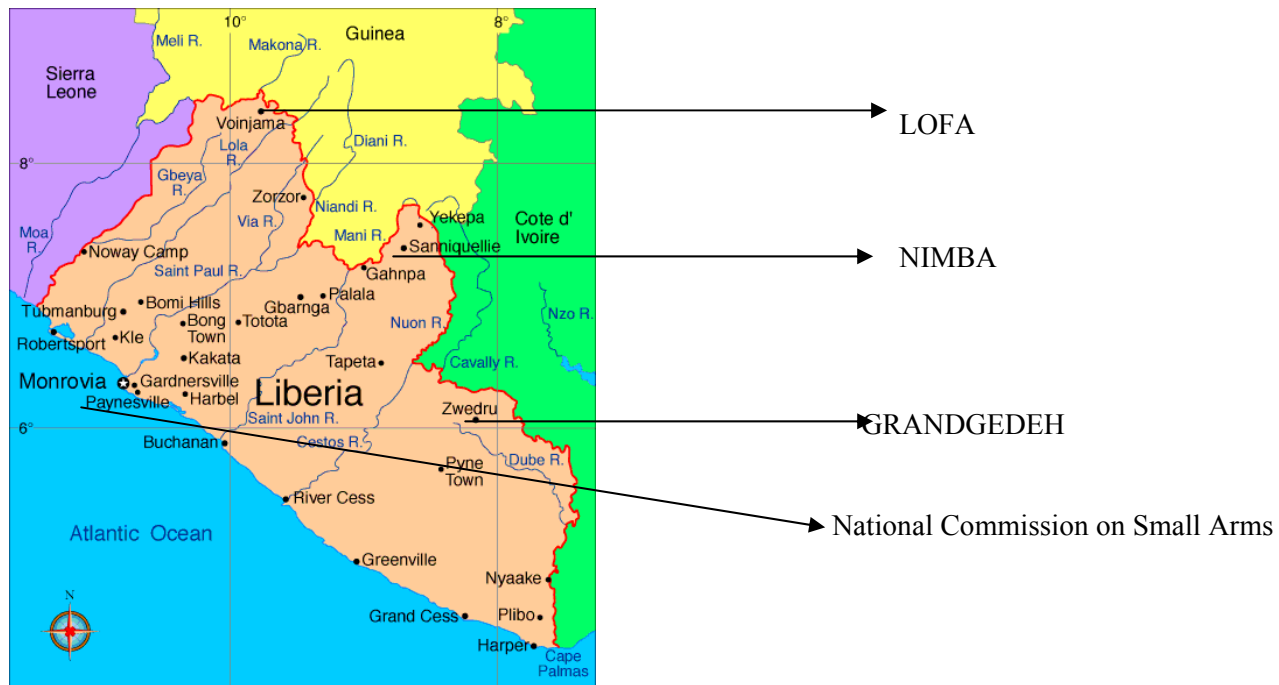 10°
8°
Meli R.
Makona R.
Guinea
Sierra
Leone
Voinjama
LOFA
Lola
R.
Diani R.
8°
Gbeya
R.
Zorzor
Niandi R.
Yekepa
Cote d'
Ivoire
Via R.
Moa
R.
Mani R.
Sanniquellie
Noway Camp
NIMBA
Saint Paul R.
Gahnpa
Bomi Hills
Palala
Gbarnga
Tubmanburg
Nzo R.
Bong
Town
Totota
Nuon R.
Robertsport
Kle
Kakata
Tapeta
Cavally R.
Monrovia
Gardnersville
Liberia
Harbel
Paynesville
Zwedru
Saint John R.
GRANDGEDEH
6°
Buchanan
Cestos R.
Dube R.
Pyne
Town
River Cess
National Commission on Small Arms
Atlantic Ocean
Greenville
Nyaake
N
Grand Cess
Plibo
Harper
Cape
Palmas